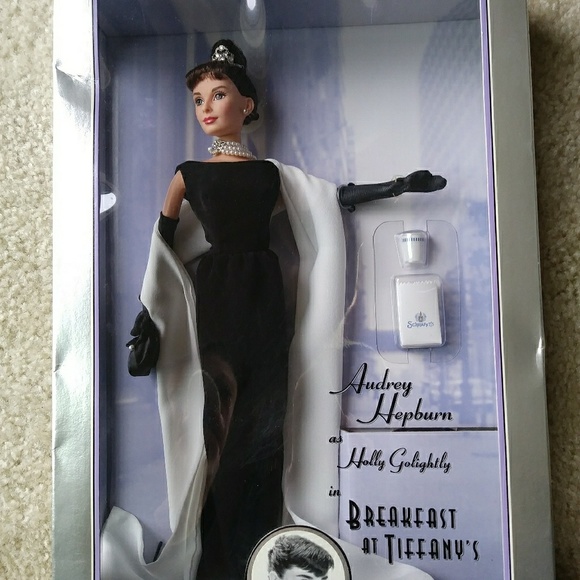 Audrey
Hepburn
as
Holly Golightly
in
BREAKFAST
AT TIFFANY'S